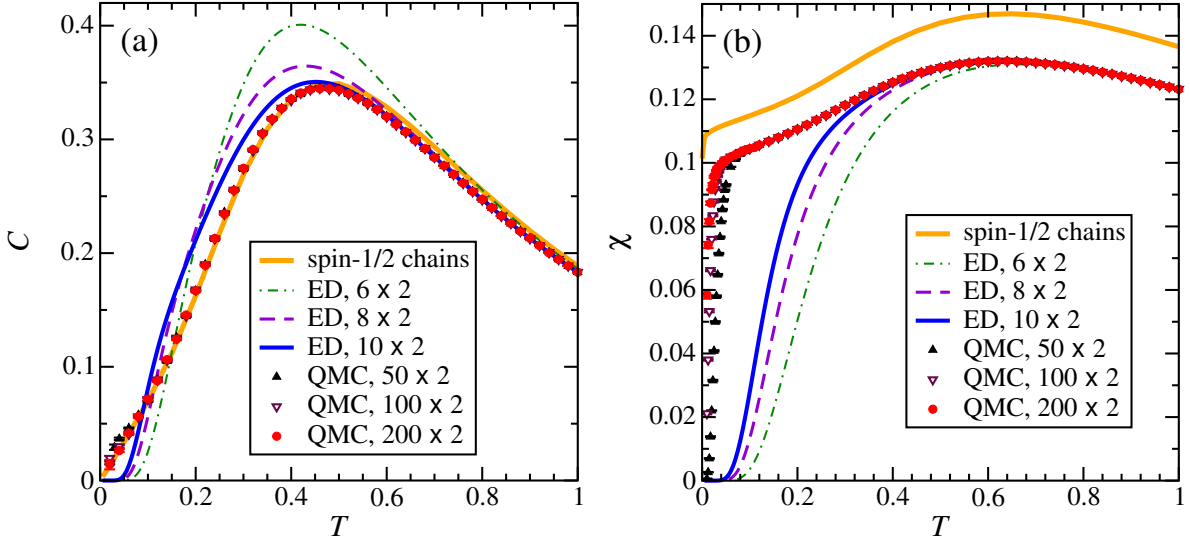 (a)
C
0.4
0.3
0.2
0.1
0
spin-1/2 chains
ED, 6 x 2
ED, 8 x 2
ED, 10 x 2
QMC, 50 x 2
QMC, 100 x 2
QMC, 200 x 2
0 0.2 0.4 0.6 0.8 1
T
(b)
χ
0.14
0.12
0.1
0.08
0.06
0.04
0.02
0
spin-1/2 chains
ED, 6 x 2
ED, 8 x 2
ED, 10 x 2
QMC, 50 x 2
QMC, 100 x 2
QMC, 200 x 2
0 0.2 0.4 0.6 0.8 1
T